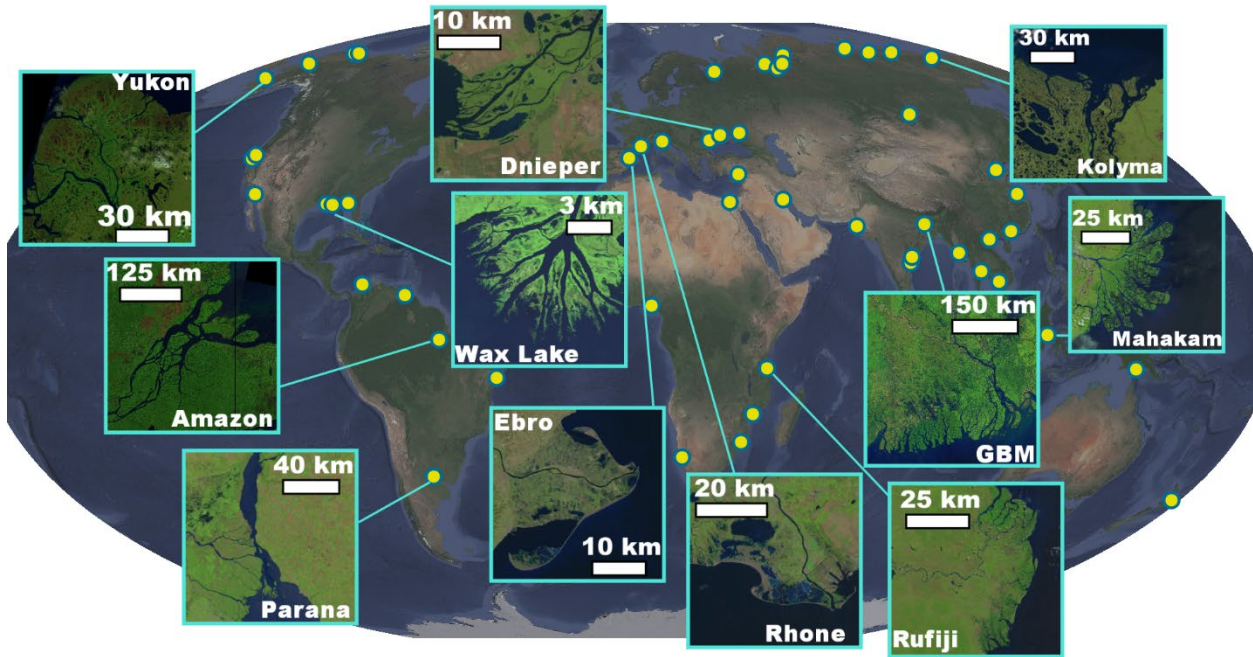 Yukon
30 km
10 km
Dnieper
30 km
Kolyma
125 km
Amazon
3 km
Wax Lake
25 km
Mahakam
150 km
GBM
40 km
Parana
Ebro
10 km
20 km
Rhone
25 km
Rufiji